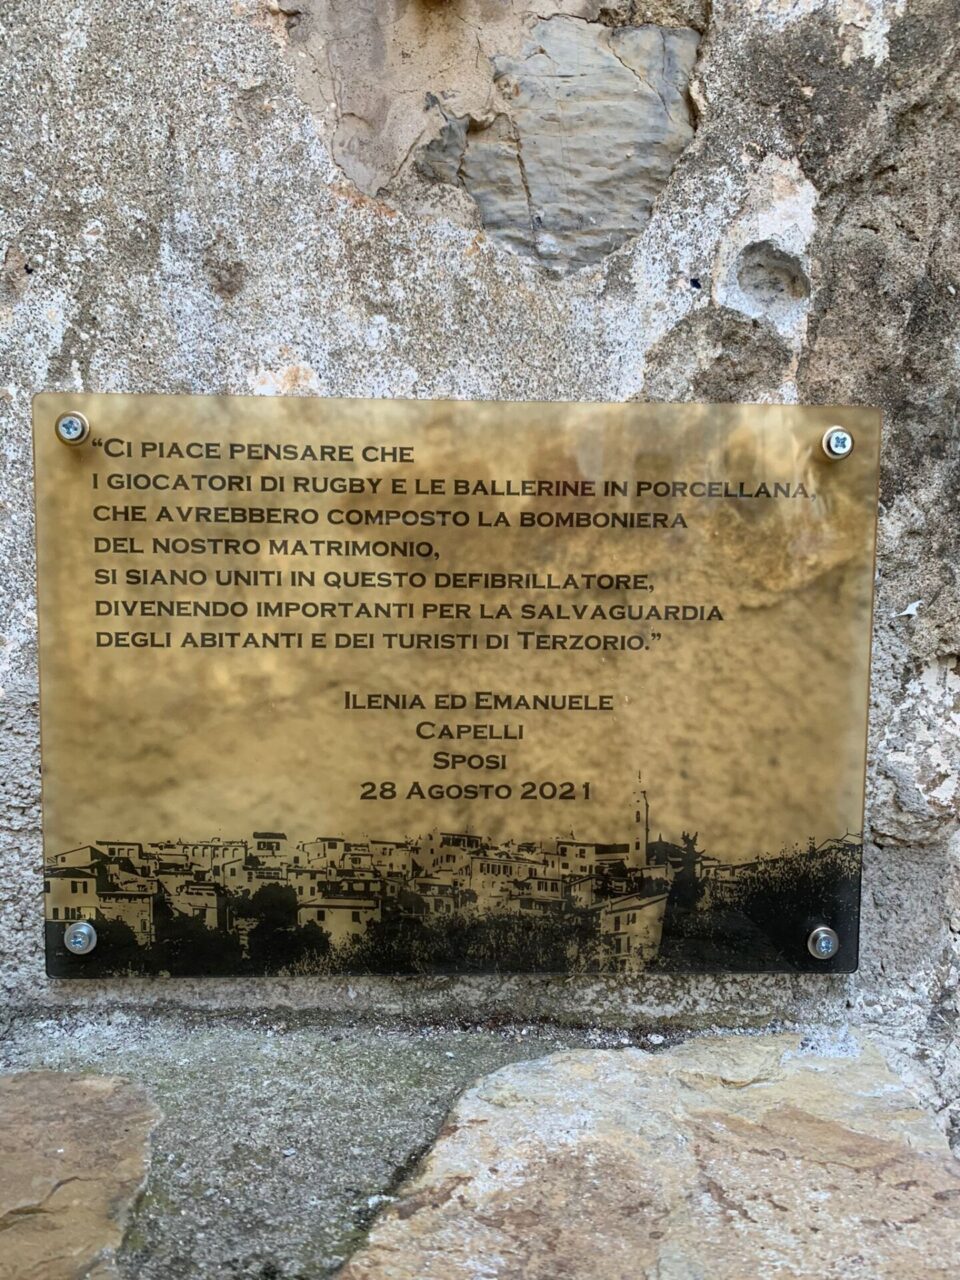 “Ci piace pensare che
i giocatori di rugby e le ballerine in porcellana,
che avrebbero composto la bomboniera
del nostro matrimonio,
si siano uniti in questo defibrillatore,
divenendo importanti per la salvaguardia
degli abitanti e dei turisti di Terzorio.”
Ilenia ed Emanuele
Capelli
Sposi
28 Agosto 2021